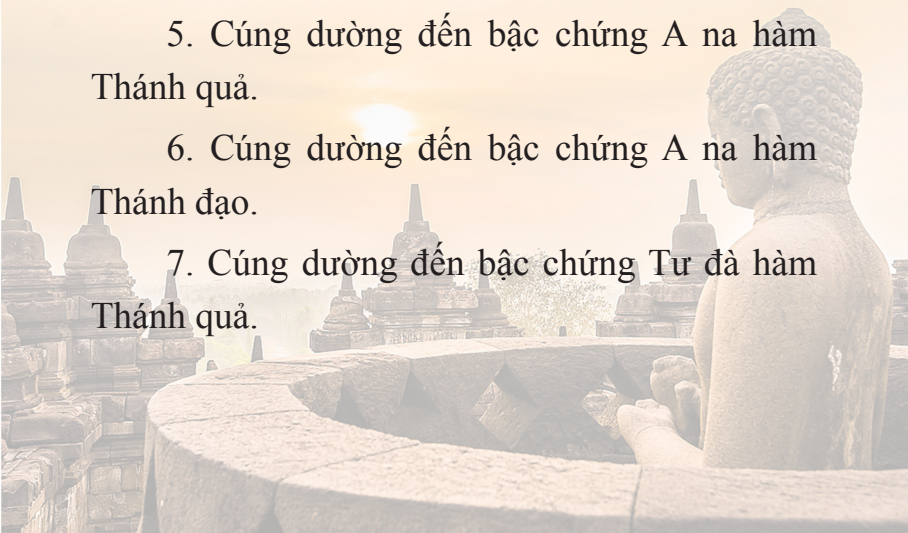 5. Cúng dường đến bậc chứng A na hàm
Thánh quả.
6. Cúng dường đến bậc chứng A na hàm
Thánh đạo.
7. Cúng dường đến bậc chứng Tư đà hàm
Thánh quả.